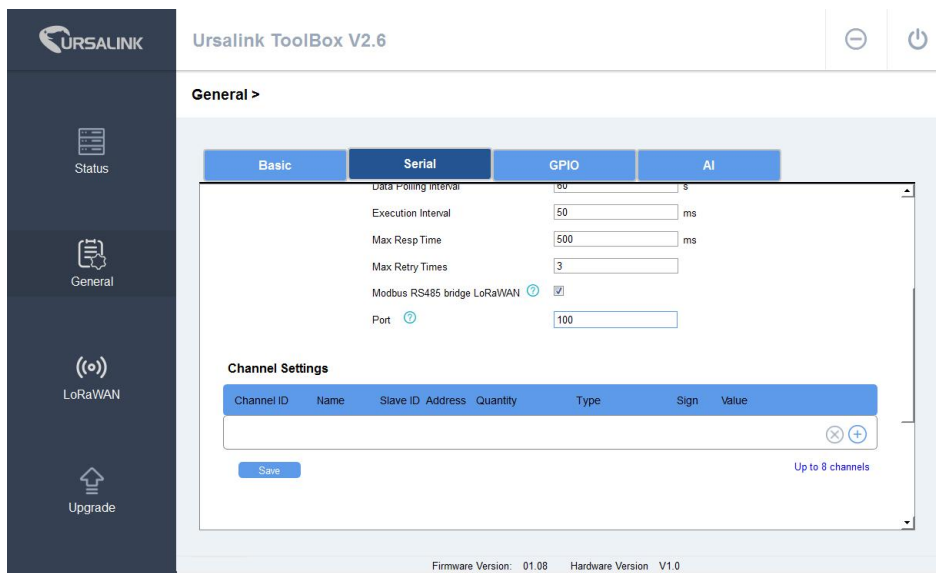 URSALINK
Ursalink ToolBox V2.6
General >
Status
General
LoRaWAN
Upgrade
Basic Serial GPIO AI
Data Polling Interval 60 s
Execution Interval 50 ms
Max Resp Time 500 ms
Max Retry Times 3
Modbus RS485 bridge LoRaWAN ?
Port ? 100
Channel Settings
Channel ID Name Slave ID Address Quantity Type Sign Value
Save
Up to 8 channels
Firmware Version: 01.08 Hardware Version V1.0